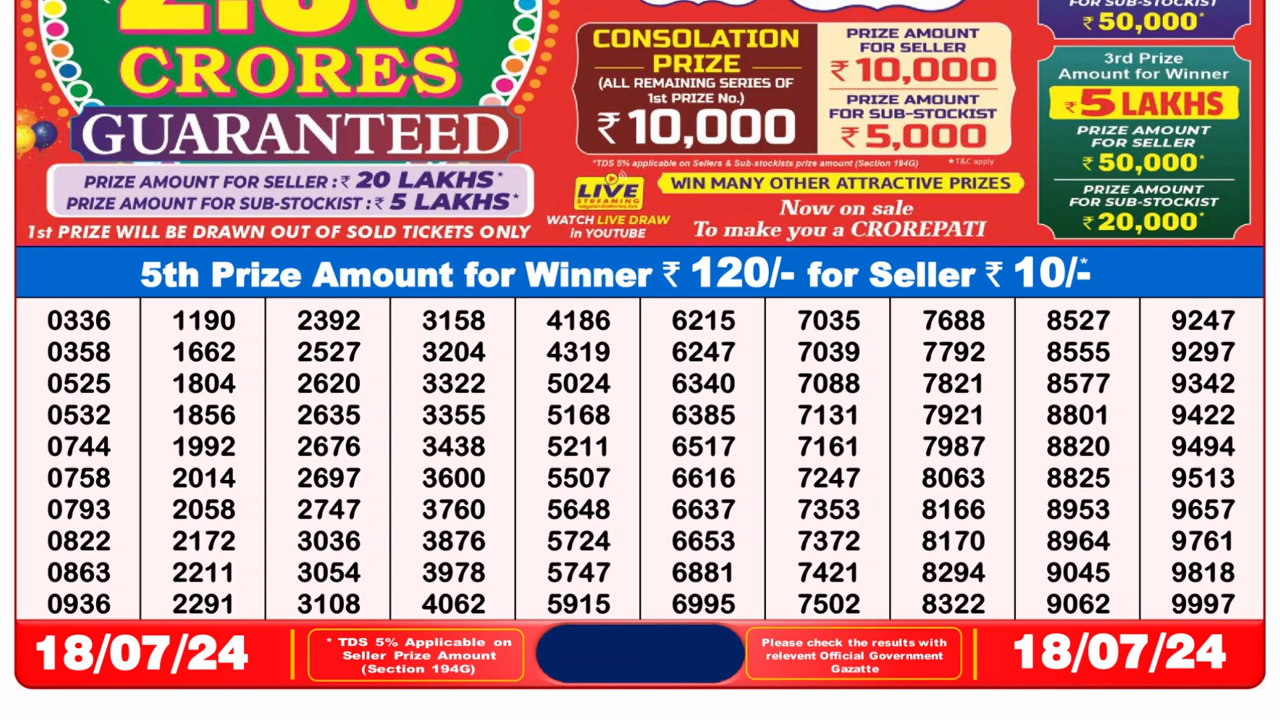 CRORES
GUARANTEED
PRIZE AMOUNT FOR SELLER : ₹ 20 LAKHS*
PRIZE AMOUNT FOR SUB-STOCKIST : ₹ 5 LAKHS*
1st PRIZE WILL BE DRAWN OUT OF SOLD TICKETS ONLY
CONSOLATION
PRIZE
(ALL REMAINING SERIES OF
1st PRIZE No.)
₹ 10,000
PRIZE AMOUNT
FOR SELLER
₹ 10,000
PRIZE AMOUNT
FOR SUB-STOCKIST
₹ 5,000
*TDS 5% applicable on Sellers & Sub-stockists prize amount (Section 194G)
*T&C apply
LIVE
STREAMING
WATCH LIVE DRAW
in YOUTUBE
WIN MANY OTHER ATTRACTIVE PRIZES
Now on sale
To make you a CROREPATI
FOR SUB-STOCKIST
₹ 50,000*
3rd Prize
Amount for Winner
₹ 5 LAKHS
PRIZE AMOUNT
FOR SELLER
₹ 50,000*
PRIZE AMOUNT
FOR SUB-STOCKIST
₹ 20,000*
5th Prize Amount for Winner ₹ 120/- for Seller ₹ 10/-*
0336 1190 2392 3158 4186 6215 7035 7688 8527 9247
0358 1662 2527 3204 4319 6247 7039 7792 8555 9297
0525 1804 2620 3322 5024 6340 7088 7821 8577 9342
0532 1856 2635 3355 5168 6385 7131 7921 8801 9422
0744 1992 2676 3438 5211 6517 7161 7987 8820 9494
0758 2014 2697 3600 5507 6616 7247 8063 8825 9513
0793 2058 2747 3760 5648 6637 7353 8166 8953 9657
0822 2172 3036 3876 5724 6653 7372 8170 8964 9761
0863 2211 3054 3978 5747 6881 7421 8294 9045 9818
0936 2291 3108 4062 5915 6995 7502 8322 9062 9997
18/07/24
* TDS 5% Applicable on
Seller Prize Amount
(Section 194G)
Please check the results with
relevent Official Government
Gazatte
18/07/24